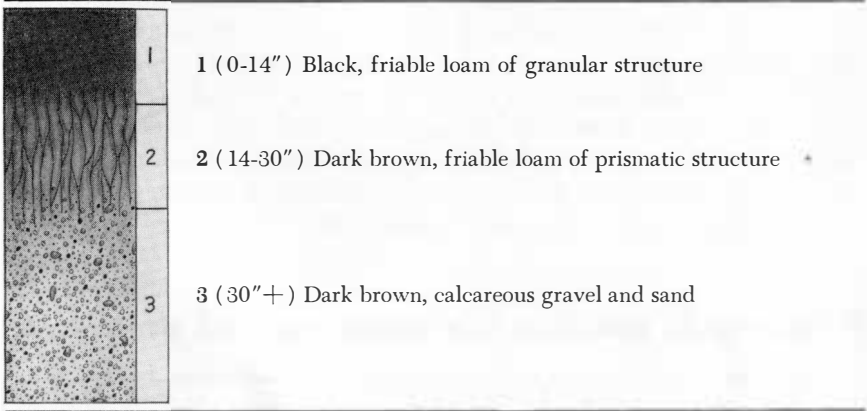 1
1 (0-14″) Black, friable loam of granular structure
2
2 (14-30″) Dark brown, friable loam of prismatic structure
3
3 (30″+) Dark brown, calcareous gravel and sand